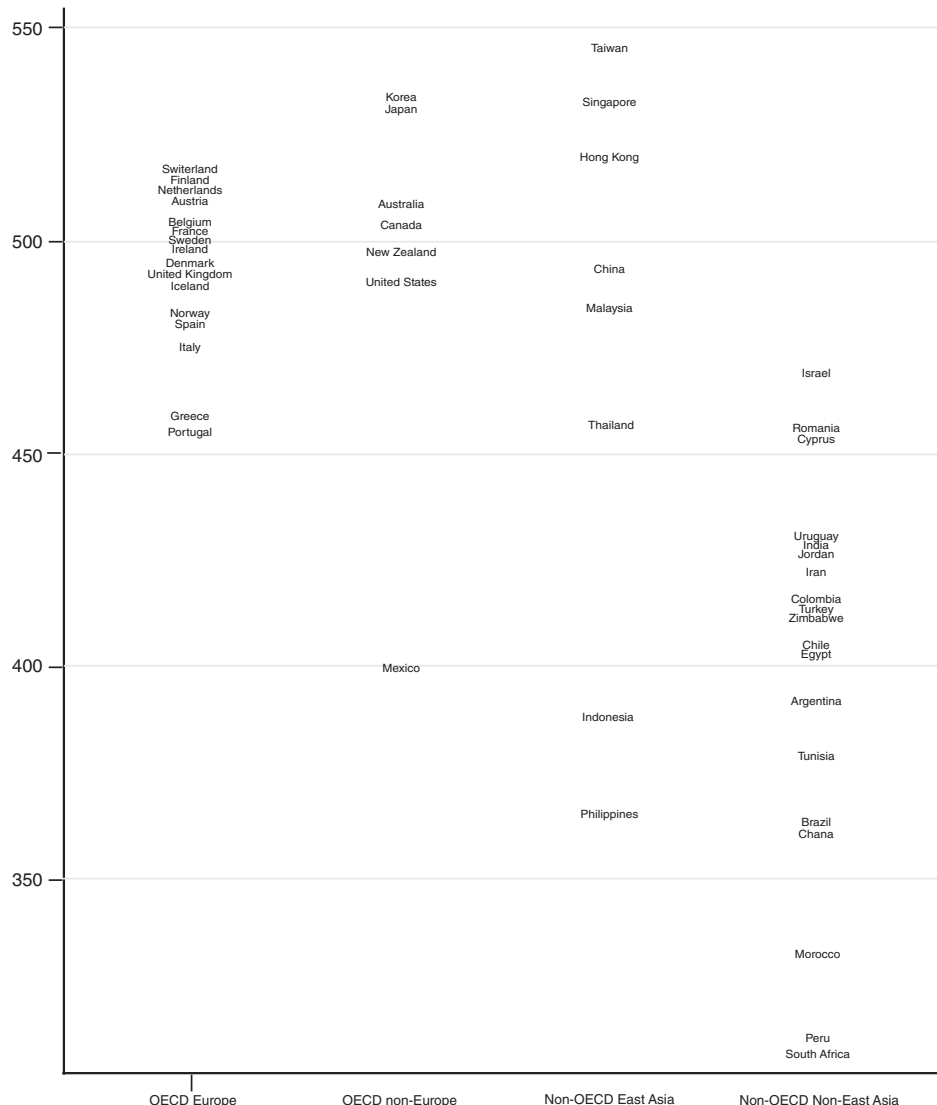 550
Taiwan
Korea
Japan
Singapore
Hong Kong
Switerland
Finland
Netherlands
Austria
Australia
Belgium
Canada
France
500
Sweden
Ireland
New Zealand
Denmark
China
United Kingdom
United States
Iceland
Malaysia
Norway
Spain
Italy
Israel
Greece
Thailand
Romania
Portugal
Cyprus
450
Uruguay
India
Jordan
Iran
Colombia
Turkey
Zimbabwe
Chile
Egypt
400
Mexico
Argentina
Indonesia
Tunisia
Philippines
Brazil
Chana
350
Morocco
Peru
South Africa
OECD Europe
OECD non-Europe
Non-OECD East Asia
Non-OECD Non-East Asia